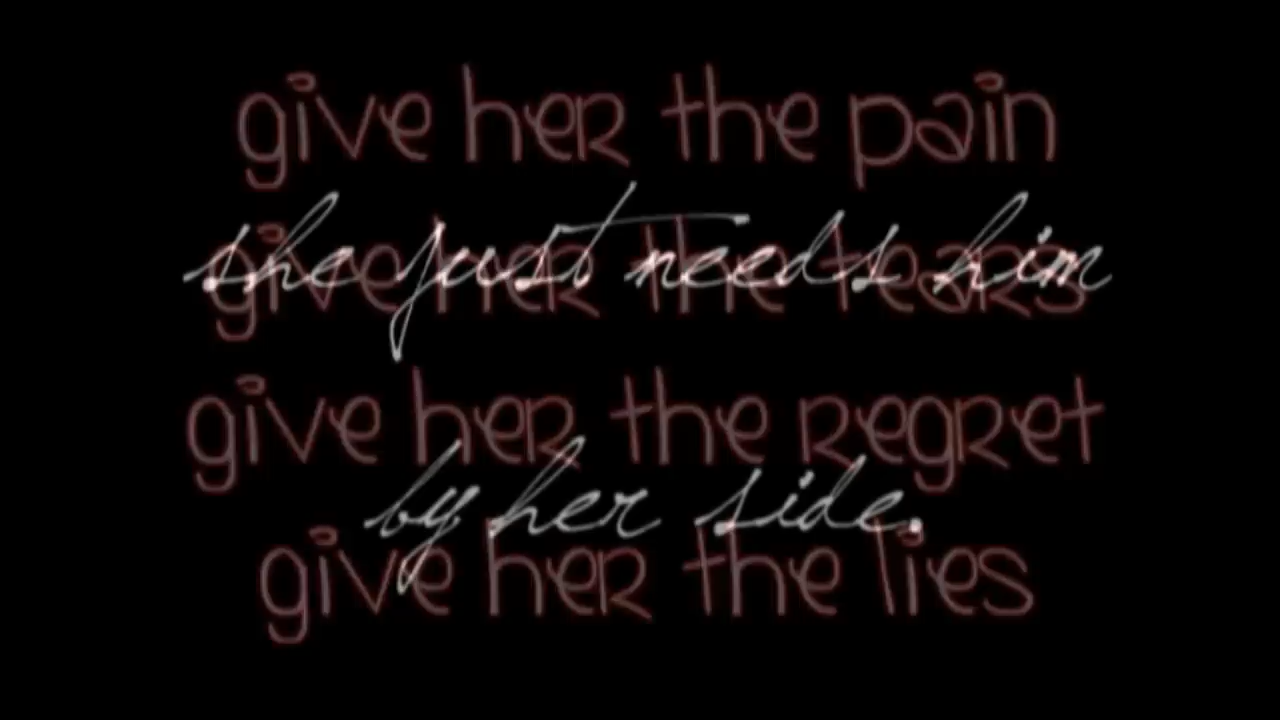 give her the pain
she just needs him
give her the tears
give her the regret
by her side.
give her the lies